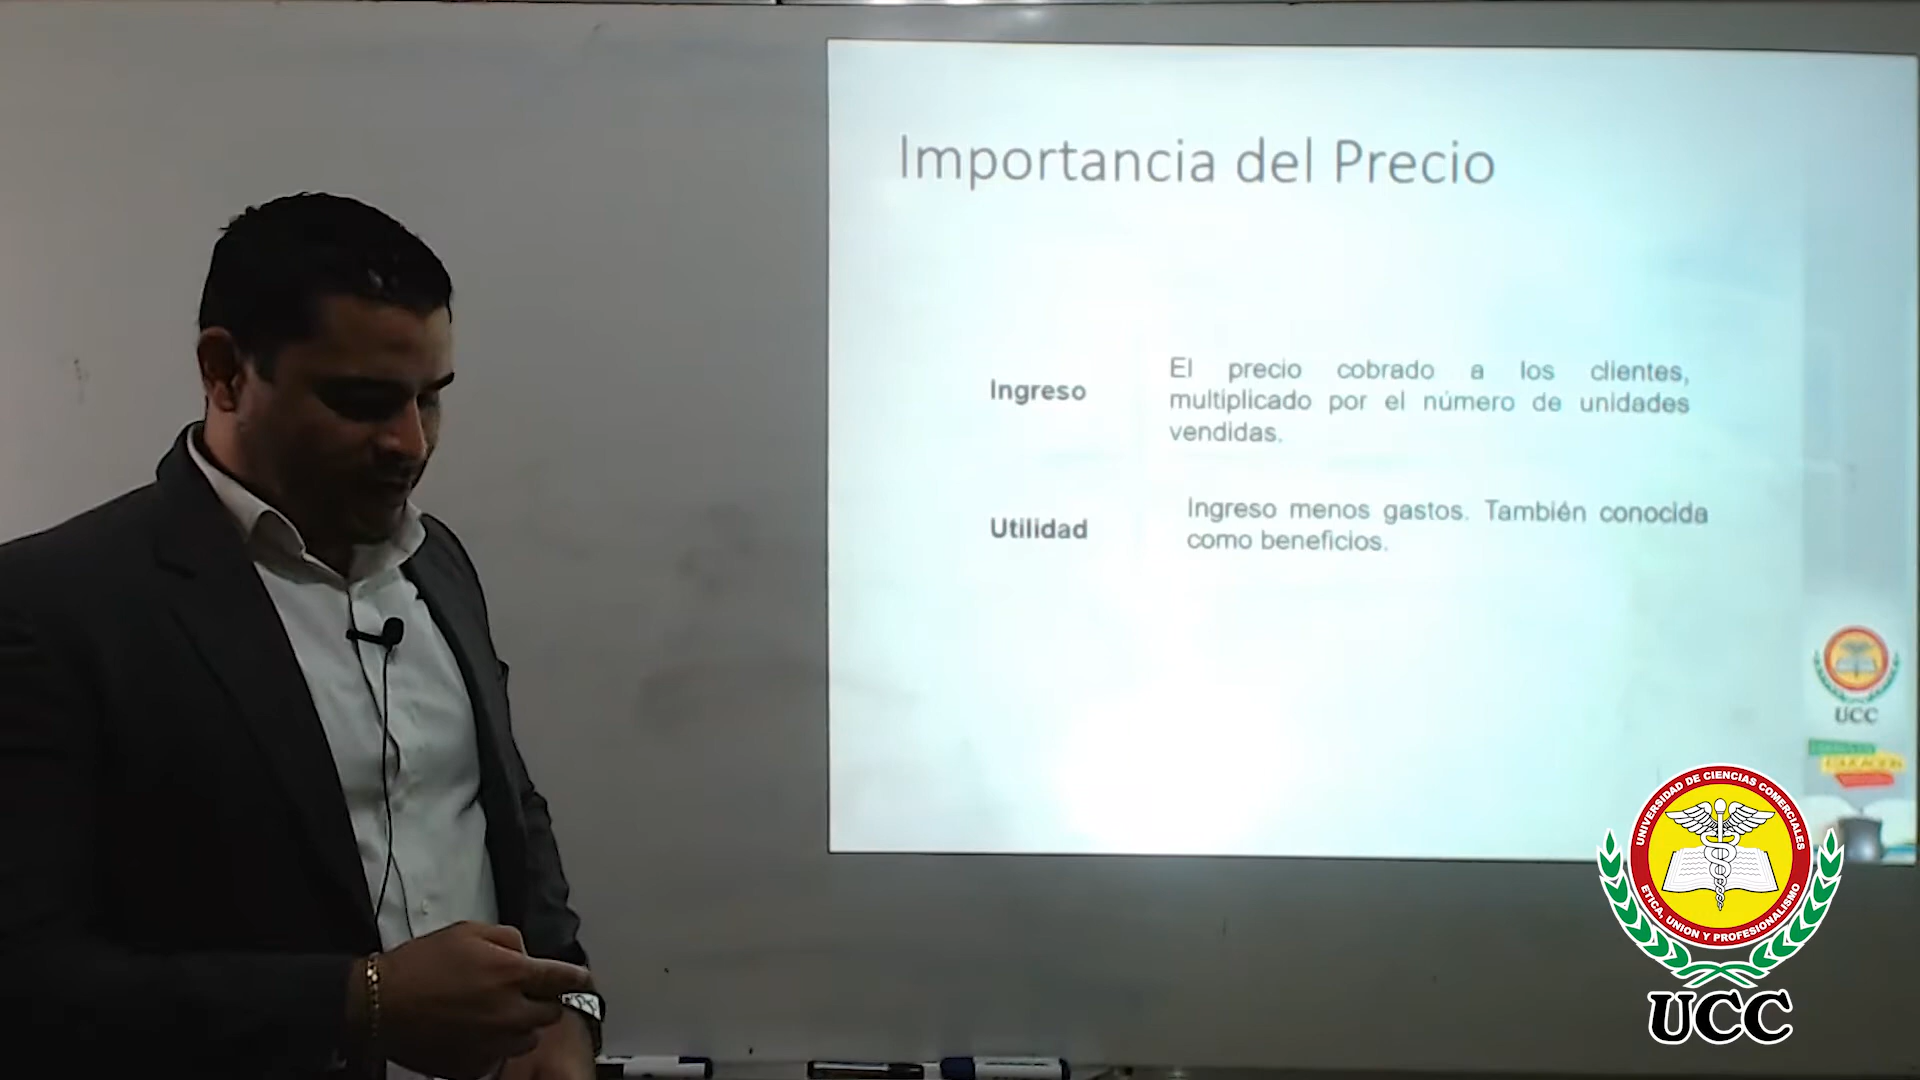 Importancia del Precio
Ingreso
El precio cobrado a los clientes,
multiplicado por el número de unidades
vendidas.
Utilidad
Ingreso menos gastos. También conocida
como beneficios.
UCC
EDUCACIÓN
UNIVERSIDAD DE CIENCIAS COMERCIALES
ETICA, UNION Y PROFESIONALISMO
UCC